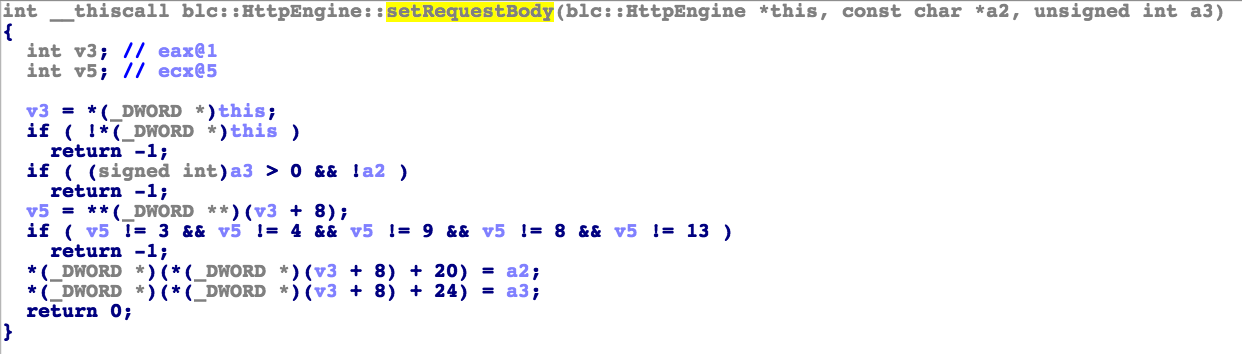 int __thiscall blc::HttpEngine::setRequestBody(blc::HttpEngine *this, const char *a2, unsigned int a3)
{
  int v3; // eax@1
  int v5; // ecx@5

  v3 = *(_DWORD *)this;
  if ( !*(_DWORD *)this )
    return -1;
  if ( (signed int)a3 > 0 && !a2 )
    return -1;
  v5 = **(_DWORD **)(v3 + 8);
  if ( v5 != 3 && v5 != 4 && v5 != 9 && v5 != 8 && v5 != 13 )
    return -1;
  *(_DWORD *)(*(_DWORD *)(v3 + 8) + 20) = a2;
  *(_DWORD *)(*(_DWORD *)(v3 + 8) + 24) = a3;
  return 0;
}